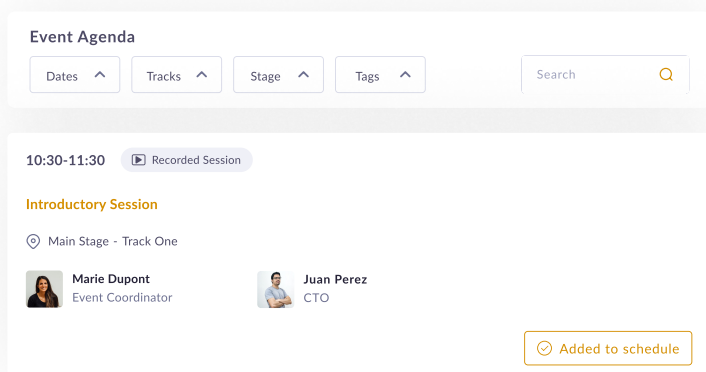 Event Agenda
Dates Tracks Stage Tags Search
10:30-11:30 Recorded Session
Introductory Session
Main Stage - Track One
Marie Dupont Juan Perez
Event Coordinator CTO
Added to schedule